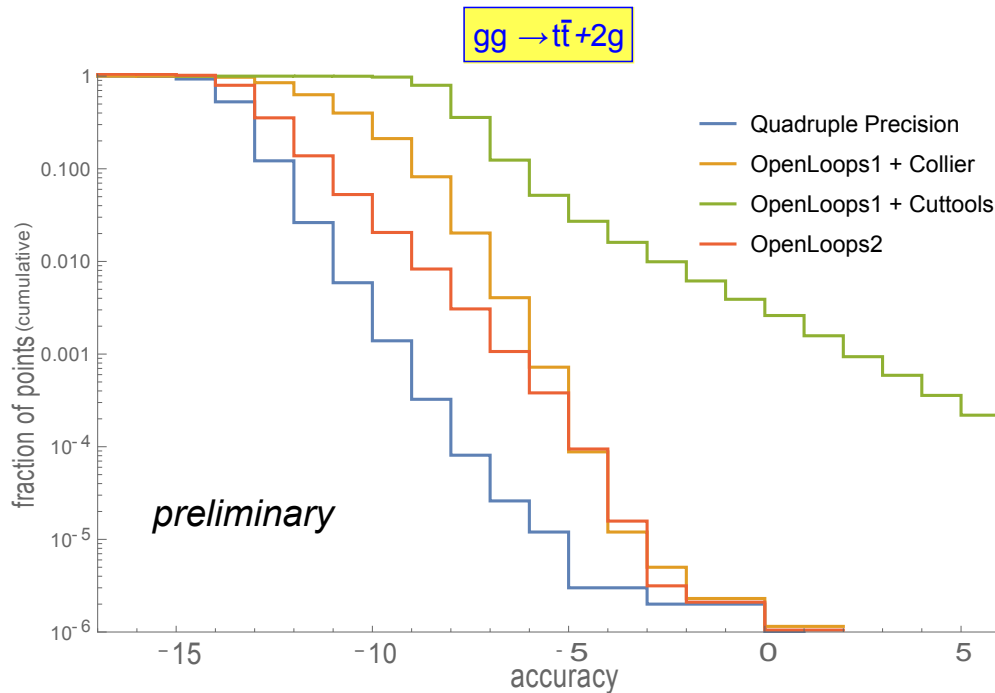 gg → tt̄+2g
1
0.100
0.010
0.001
10⁻⁴
10⁻⁵
10⁻⁶
fraction of points (cumulative)
Quadruple Precision
OpenLoops1 + Collier
OpenLoops1 + Cuttools
OpenLoops2
preliminary
-15 -10 -5 0 5
accuracy